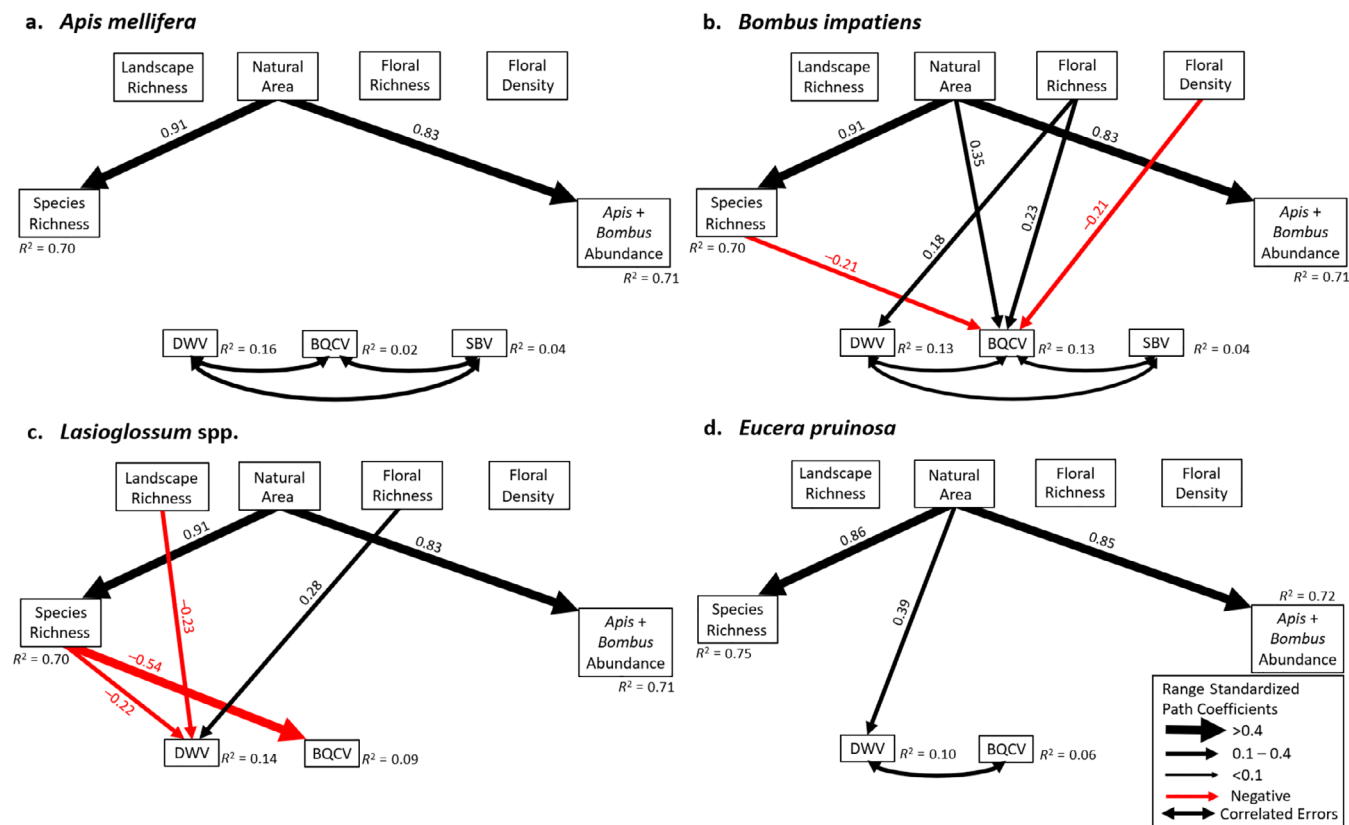 a. Apis mellifera
Landscape
Richness
Natural
Area
Floral
Richness
Floral
Density
0.91
0.83
Species
Richness
R² = 0.70
Apis +
Bombus
Abundance
R² = 0.71
DWV
R² = 0.16
BQCV
R² = 0.02
SBV
R² = 0.04
b. Bombus impatiens
Landscape
Richness
Natural
Area
Floral
Richness
Floral
Density
0.91
0.83
0.35
0.23
0.18
−0.21
−0.21
Species
Richness
R² = 0.70
Apis +
Bombus
Abundance
R² = 0.71
DWV
R² = 0.13
BQCV
R² = 0.13
SBV
R² = 0.04
c. Lasioglossum spp.
Landscape
Richness
Natural
Area
Floral
Richness
Floral
Density
0.91
0.83
−0.23
0.28
Species
Richness
R² = 0.70
−0.54
−0.22
Apis +
Bombus
Abundance
R² = 0.71
DWV
R² = 0.14
BQCV
R² = 0.09
d. Eucera pruinosa
Landscape
Richness
Natural
Area
Floral
Richness
Floral
Density
0.86
0.85
0.39
Species
Richness
R² = 0.75
R² = 0.72
Apis +
Bombus
Abundance
DWV
R² = 0.10
BQCV
R² = 0.06
Range Standardized
Path Coefficients
>0.4
0.1 – 0.4
<0.1
Negative
Correlated Errors